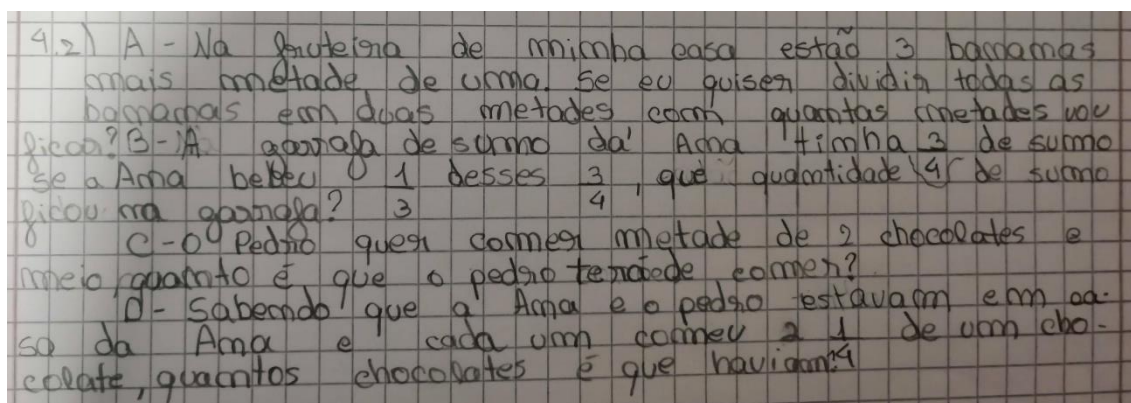 4.2) A - Na fruteira de minha casa estão 3 bananas
mais metade de uma. Se eu quiser dividir todas as
bananas em duas metades com quantas metades vou
ficar? B - A garrafa de sumo da Ana tinha 3/4 de sumo
se a Ana bebeu 1/3 desses 3/4, que quantidade de sumo
ficou na garrafa?
C - O Pedro quer comer metade de 2 chocolates e
meio, quanto é que o pedro tende de comer?
D - Sabendo que a Ana e o pedro estavam em ca-
sa da Ana e cada um comeu 2 1/4 de um cho-
colate, quantos chocolates é que haviam?